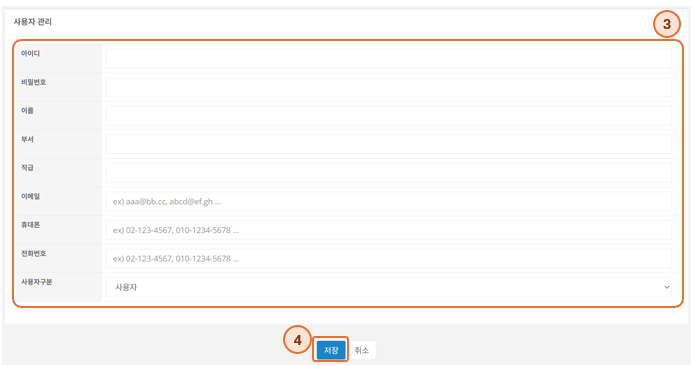 사용자 관리
3
아이디
비밀번호
이름
부서
직급
이메일
ex) aaa@bb.cc, abcd@ef.gh ...
휴대폰
ex) 02-123-4567, 010-1234-5678 ...
전화번호
ex) 02-123-4567, 010-1234-5678 ...
사용자구분
사용자
4
저장 취소